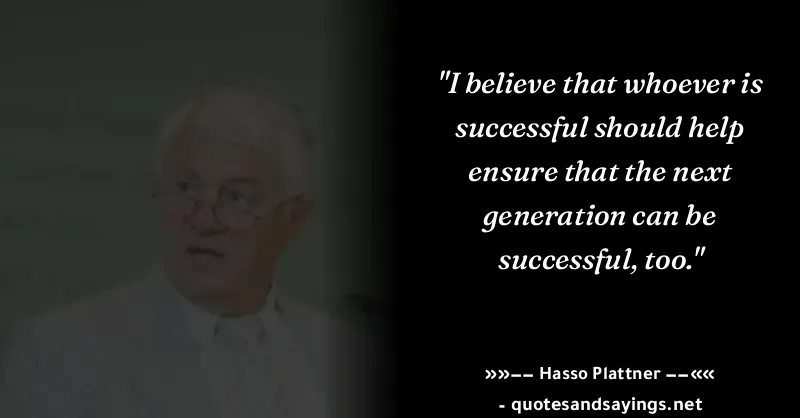 "I believe that whoever is
successful should help
ensure that the next
generation can be
successful, too."
»»−− Hasso Plattner −−««
- quotesandsayings.net